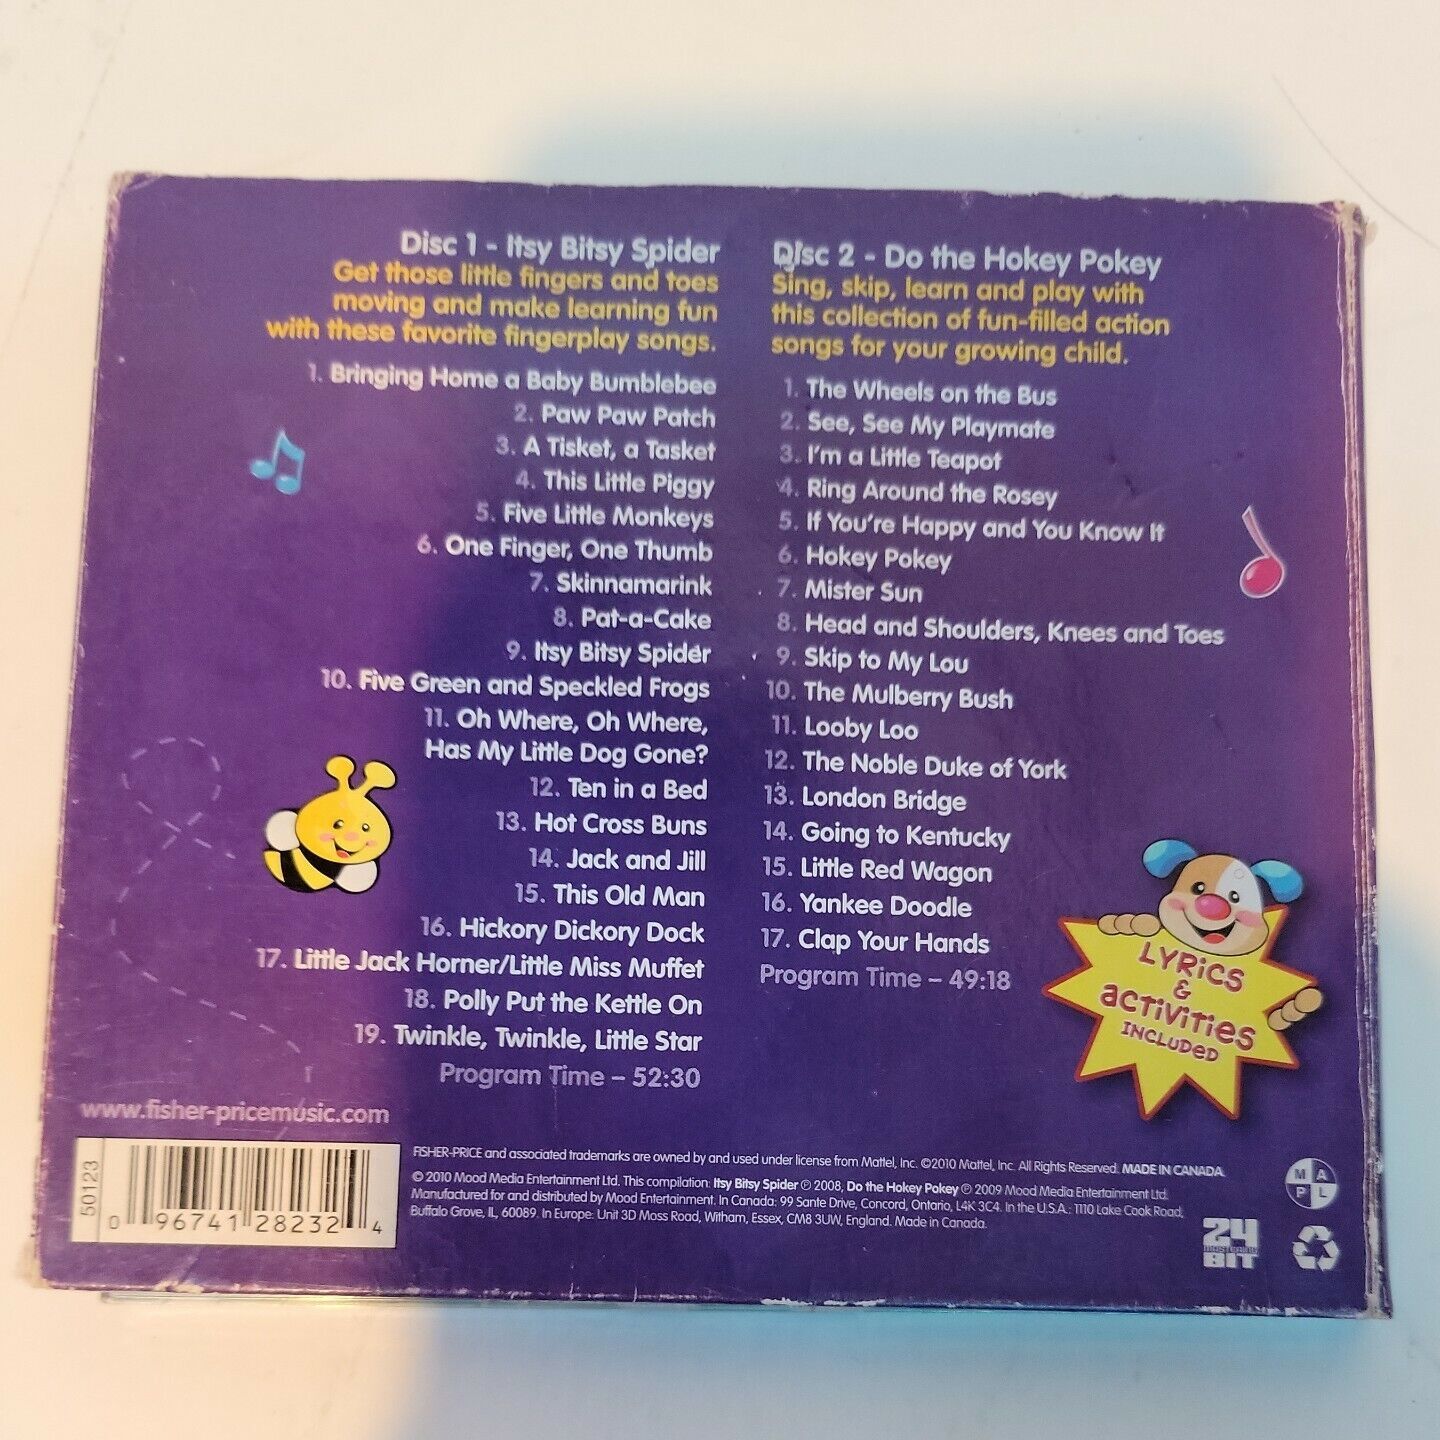 Disc 1 - Itsy Bitsy Spider
Get those little fingers and toes
moving and make learning fun
with these favorite fingerplay songs.
1. Bringing Home a Baby Bumblebee
2. Paw Paw Patch
3. A Tisket, a Tasket
4. This Little Piggy
5. Five Little Monkeys
6. One Finger, One Thumb
7. Skinnamarink
8. Pat-a-Cake
9. Itsy Bitsy Spider
10. Five Green and Speckled Frogs
11. Oh Where, Oh Where,
Has My Little Dog Gone?
12. Ten in a Bed
13. Hot Cross Buns
14. Jack and Jill
15. This Old Man
16. Hickory Dickory Dock
17. Little Jack Horner/Little Miss Muffet
18. Polly Put the Kettle On
19. Twinkle, Twinkle, Little Star
Program Time – 52:30
Disc 2 - Do the Hokey Pokey
Sing, skip, learn and play with
this collection of fun-filled action
songs for your growing child.
1. The Wheels on the Bus
2. See, See My Playmate
3. I'm a Little Teapot
4. Ring Around the Rosey
5. If You're Happy and You Know It
6. Hokey Pokey
7. Mister Sun
8. Head and Shoulders, Knees and Toes
9. Skip to My Lou
10. The Mulberry Bush
11. Looby Loo
12. The Noble Duke of York
13. London Bridge
14. Going to Kentucky
15. Little Red Wagon
16. Yankee Doodle
17. Clap Your Hands
Program Time – 49:18
LYRICS
&
activities
INCLUDED
www.fisher-pricemusic.com
50123
0 96741 28232 4
FISHER-PRICE and associated trademarks are owned by and used under license from Mattel, Inc. ©2010 Mattel, Inc. All Rights Reserved. MADE IN CANADA.
© 2010 Mood Media Entertainment Ltd. This compilation: Itsy Bitsy Spider ℗ 2008, Do the Hokey Pokey ℗ 2009 Mood Media Entertainment Ltd.
Manufactured for and distributed by Mood Entertainment. In Canada: 99 Sante Drive, Concord, Ontario, L4K 3C4. In the U.S.A.: 1110 Lake Cook Road,
Buffalo Grove, IL, 60089. In Europe: Unit 3D Moss Road, Witham, Essex, CM8 3UW, England. Made in Canada.
M A
P L
24
MASTERING
BIT